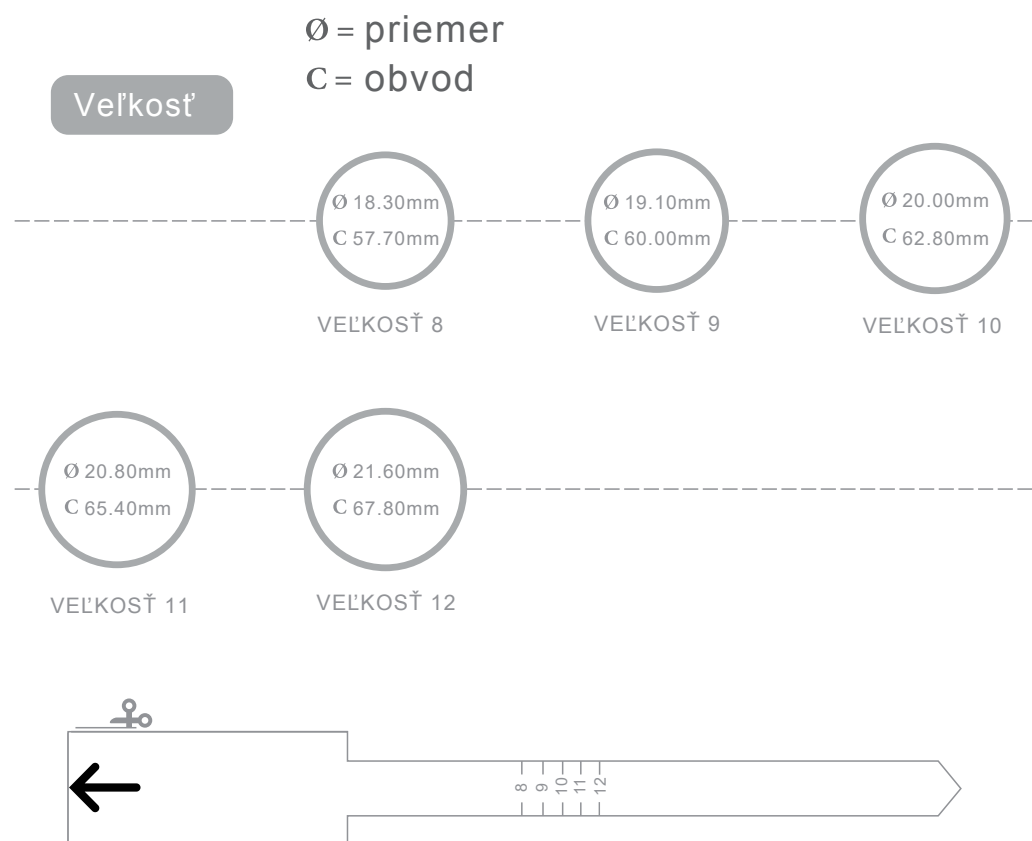 Ø = priemer
C = obvod
Veľkosť
Ø 18.30mm
C 57.70mm
VEĽKOSŤ 8
Ø 19.10mm
C 60.00mm
VEĽKOSŤ 9
Ø 20.00mm
C 62.80mm
VEĽKOSŤ 10
Ø 20.80mm
C 65.40mm
VEĽKOSŤ 11
Ø 21.60mm
C 67.80mm
VEĽKOSŤ 12
8
9
10
11
12